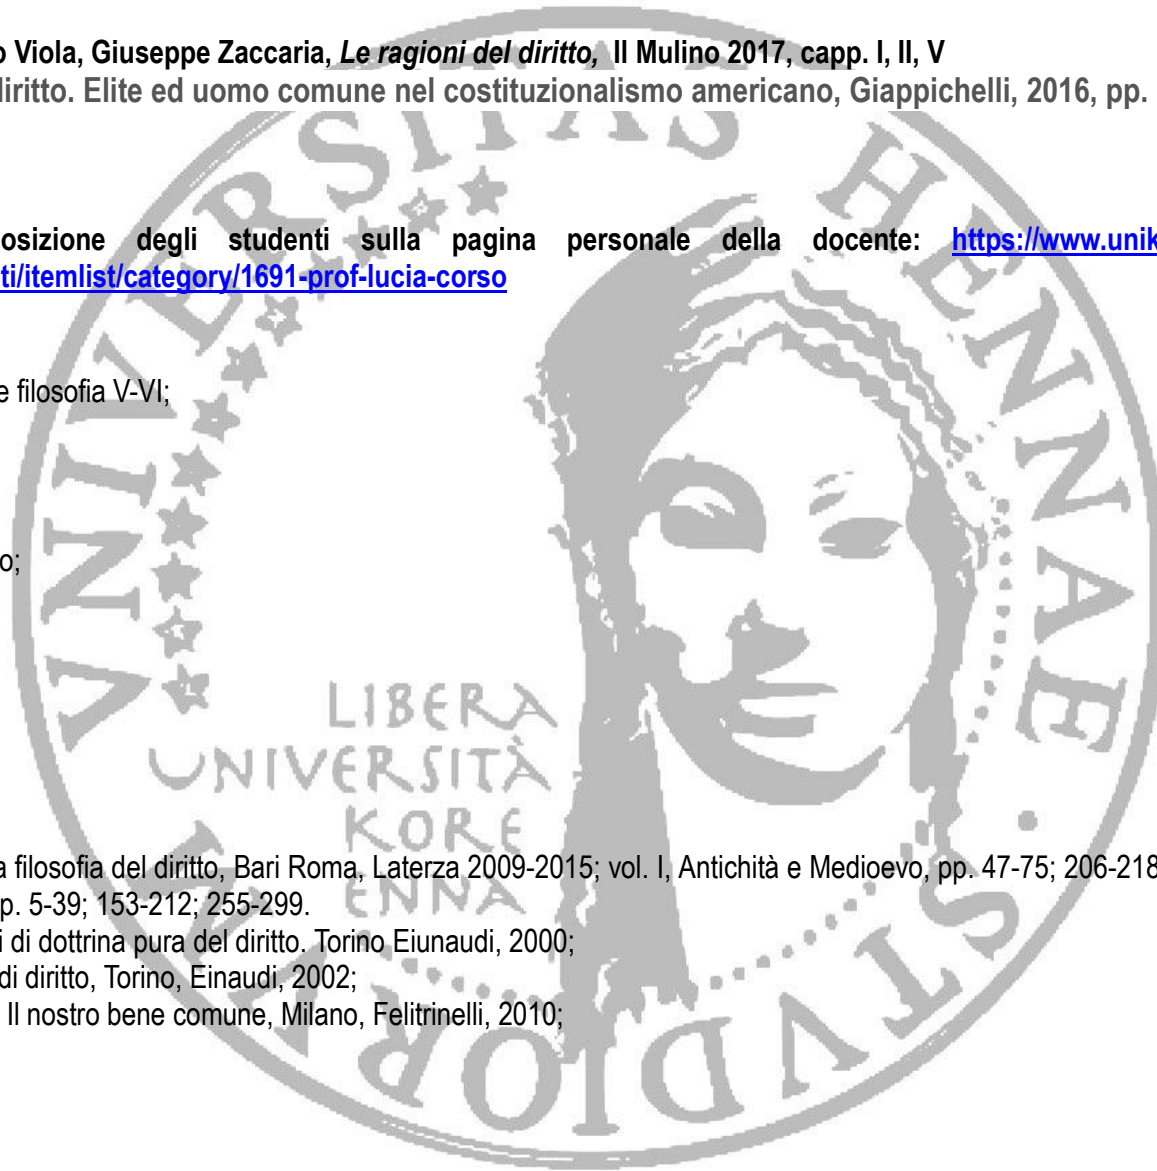 o Viola, Giuseppe Zaccaria, Le ragioni del diritto, Il Mulino 2017, capp. I, II, V
diritto. Elite ed uomo comune nel costituzionalismo americano, Giappichelli, 2016, pp.
osizione degli studenti sulla pagina personale della docente: https://www.unik
ti/itemlist/category/1691-prof-lucia-corso
e filosofia V-VI;
o;
a filosofia del diritto, Bari Roma, Laterza 2009-2015; vol. I, Antichità e Medioevo, pp. 47-75; 206-218
p. 5-39; 153-212; 255-299.
i di dottrina pura del diritto. Torino Eiunaudi, 2000;
di diritto, Torino, Einaudi, 2002;
Il nostro bene comune, Milano, Felitrinelli, 2010;
VNIVERSITAS HENNAE · STVDIORVM
LIBERA
UNIVERSITÀ
KORE
ENNA